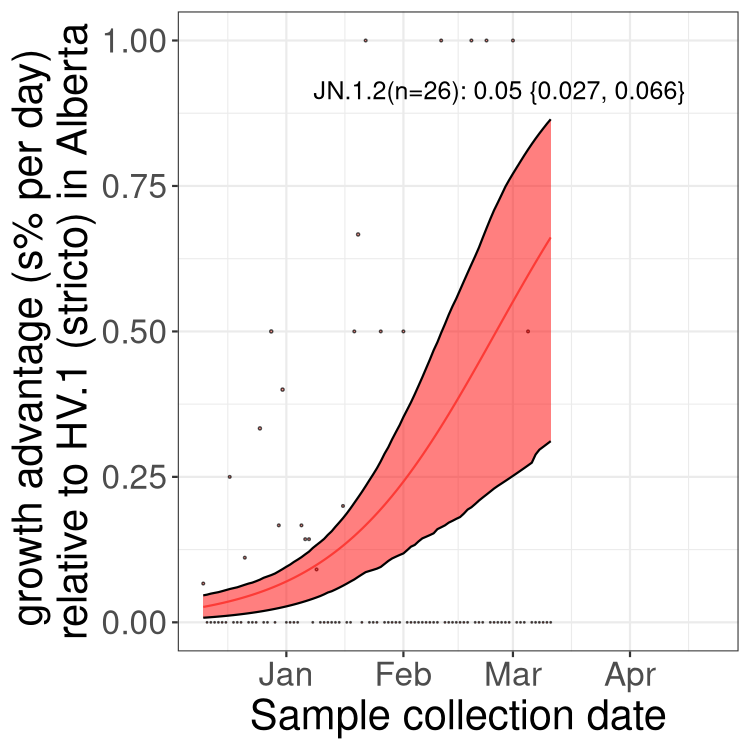 growth advantage (s% per day)
relative to HV.1 (stricto) in Alberta
1.00
0.75
0.50
0.25
0.00
JN.1.2(n=26): 0.05 {0.027, 0.066}
Jan Feb Mar Apr
Sample collection date